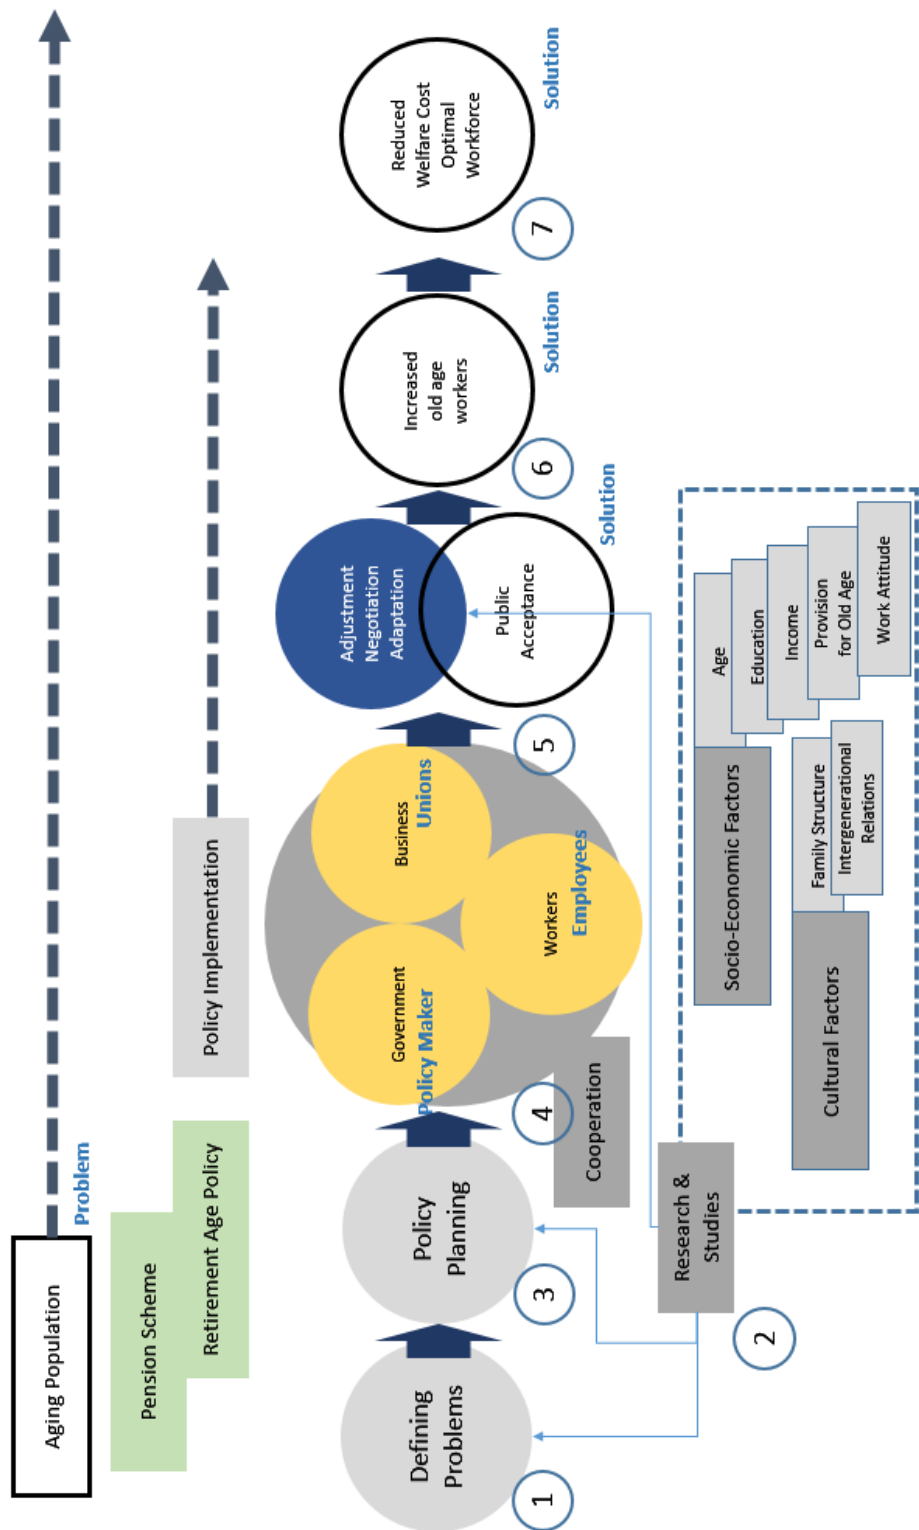 Aging Population
Problem
Pension Scheme
Retirement Age Policy
Policy Implementation
Defining
Problems
1
Policy
Planning
3
Government
Policy Maker
Business
Unions
Workers
Employees
4
Cooperation
Adjustment
Negotiation
Adaptation
Public
Acceptance
5
Solution
Increased
old age
workers
6
Solution
Reduced
Welfare Cost
Optimal
Workforce
7
Solution
Research &
Studies
2
Socio-Economic Factors
Age
Education
Income
Provision
for Old Age
Work Attitude
Cultural Factors
Family Structure
Intergenerational
Relations